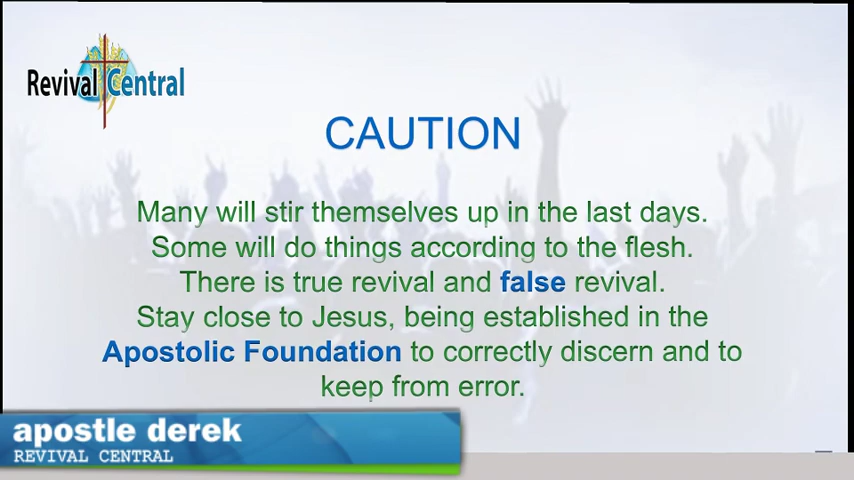 Revival Central
CAUTION
Many will stir themselves up in the last days.
Some will do things according to the flesh.
There is true revival and false revival.
Stay close to Jesus, being established in the
Apostolic Foundation to correctly discern and to
keep from error.
apostle derek
REVIVAL CENTRAL